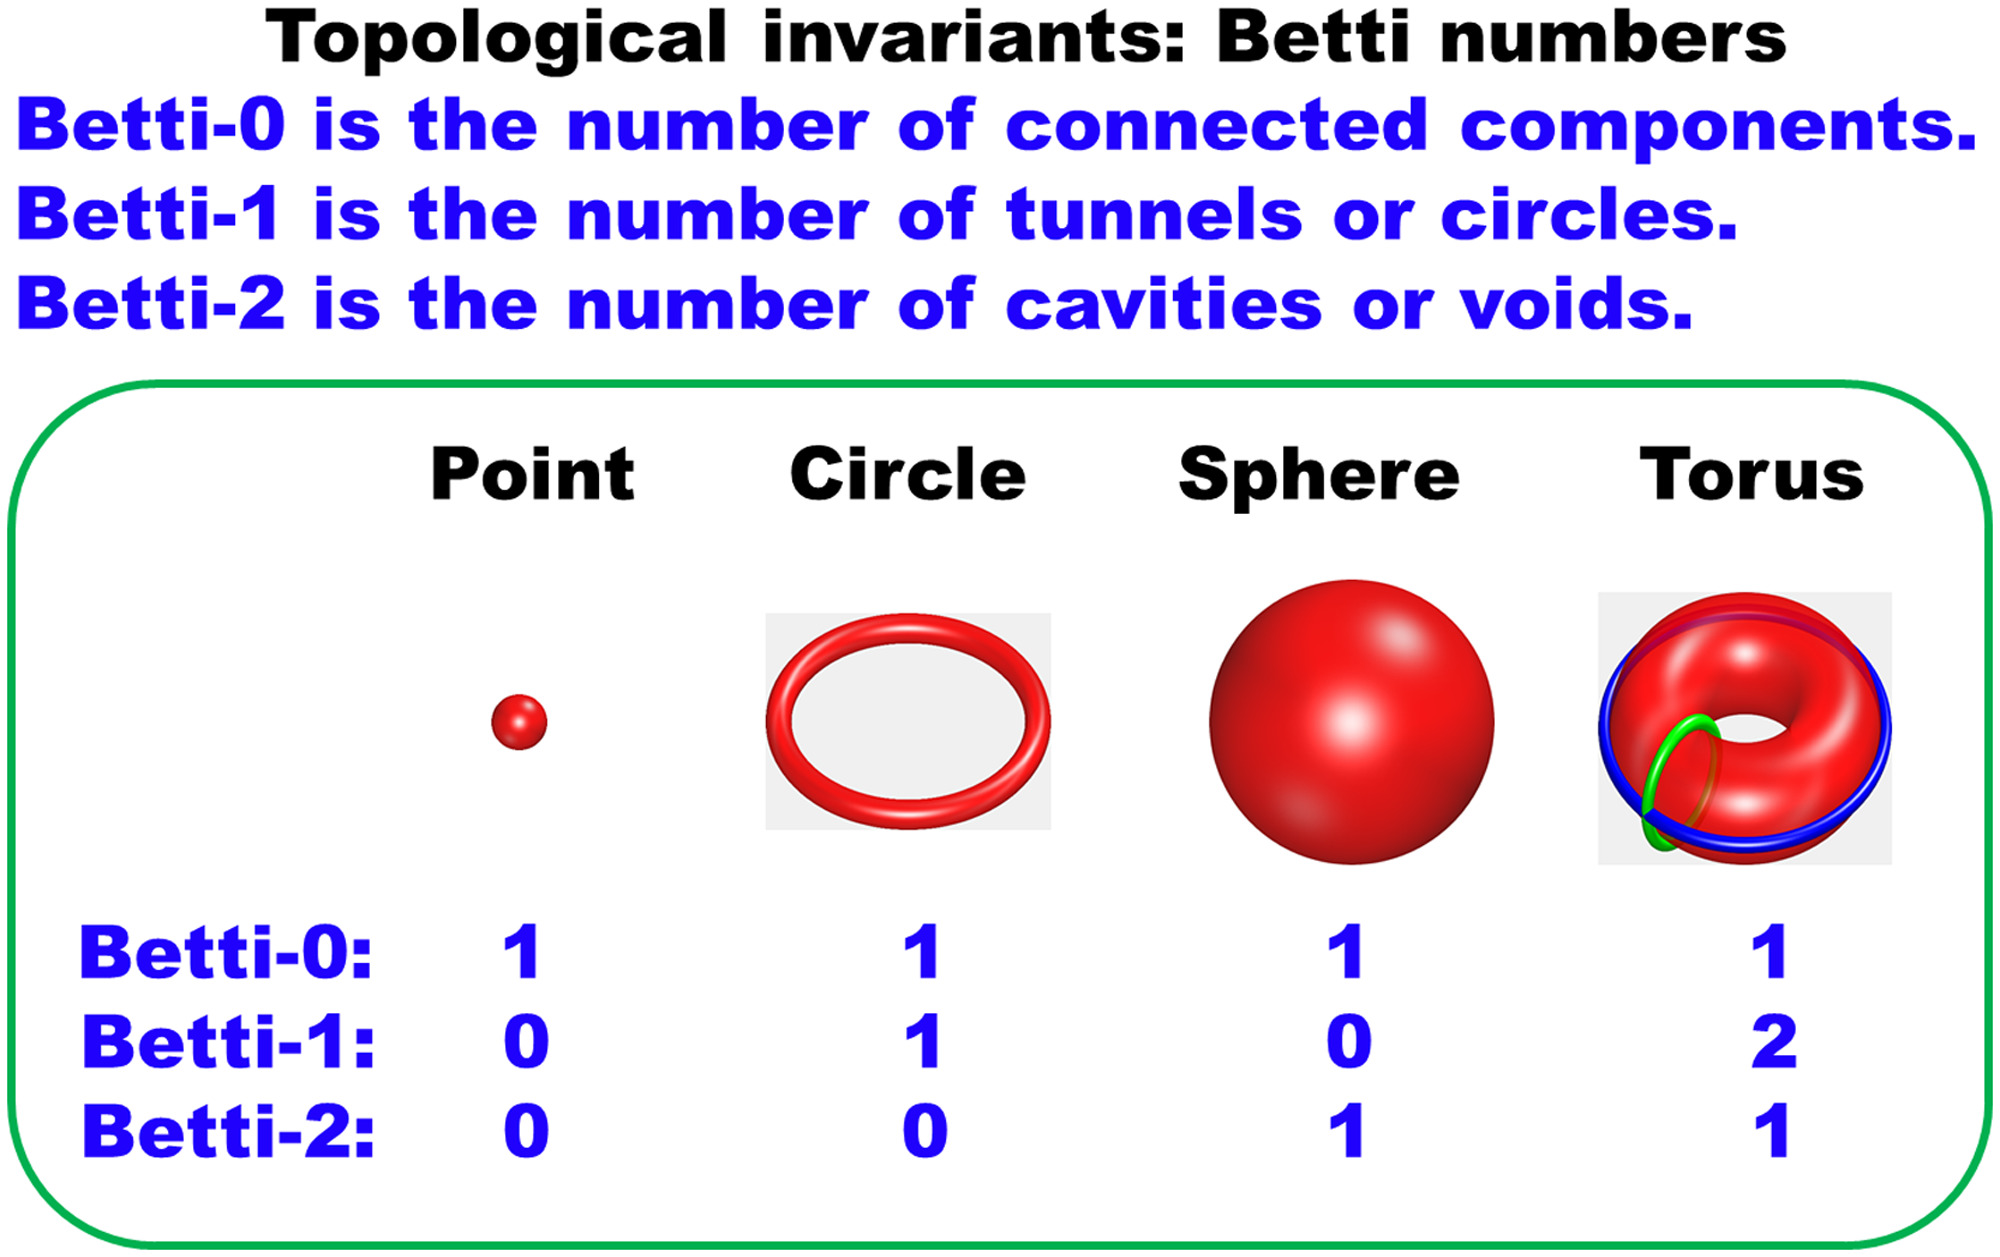 Topological invariants: Betti numbers
Betti-0 is the number of connected components.
Betti-1 is the number of tunnels or circles.
Betti-2 is the number of cavities or voids.
Point Circle Sphere Torus
Betti-0: 1 1 1 1
Betti-1: 0 1 0 2
Betti-2: 0 0 1 1